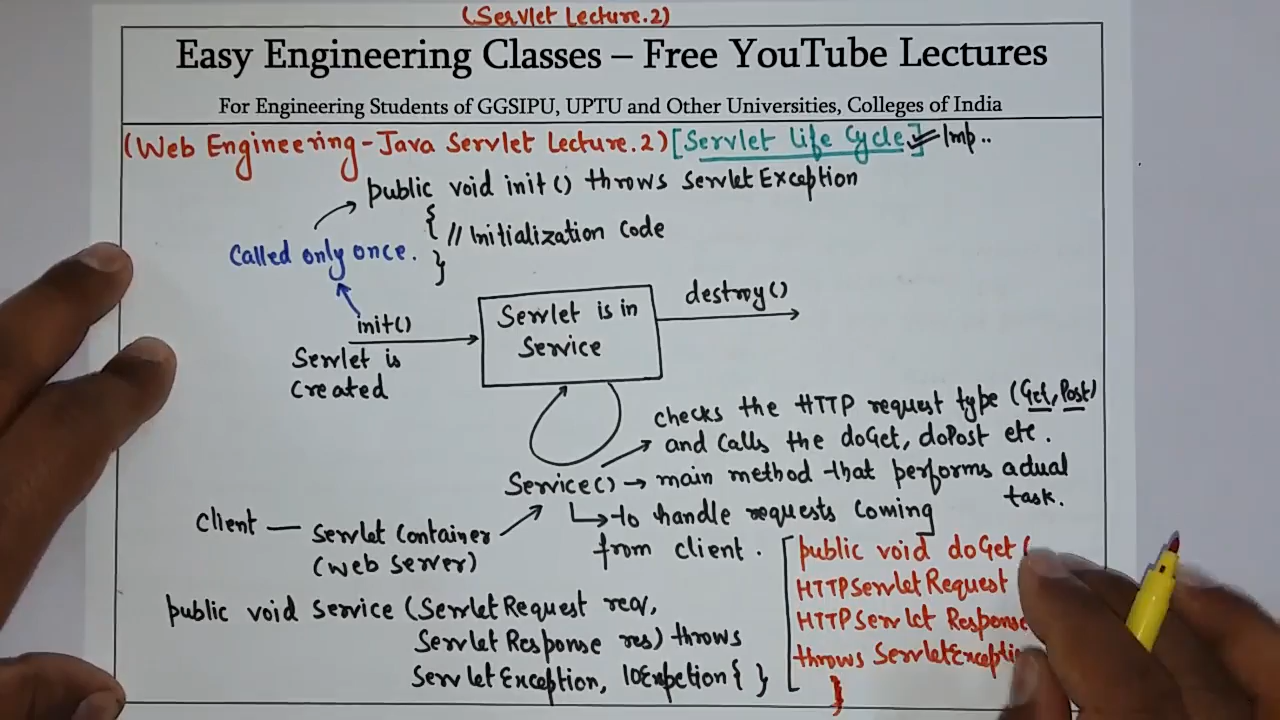 (Servlet Lecture.2)
Easy Engineering Classes – Free YouTube Lectures
For Engineering Students of GGSIPU, UPTU and Other Universities, Colleges of India
(Web Engineering-Java Servlet Lecture.2) [Servlet Life Cycle] Imp..
public void init() throws ServletException
{ // Initialization Code
}
Called only once.
init()
Servlet is
Created
Servlet is in
Service
destroy()
checks the HTTP request type (Get, Post)
and calls the doGet, doPost etc.
Service() → main method that performs actual
task.
↳ to handle requests coming
from client.
client — Servlet Container
(Web Server)
public void Service (ServletRequest req,
Servlet Response res) throws
ServletException, IOExpection { }
public void doGet (
HTTPServletRequest
HTTPServlet Response
throws
}